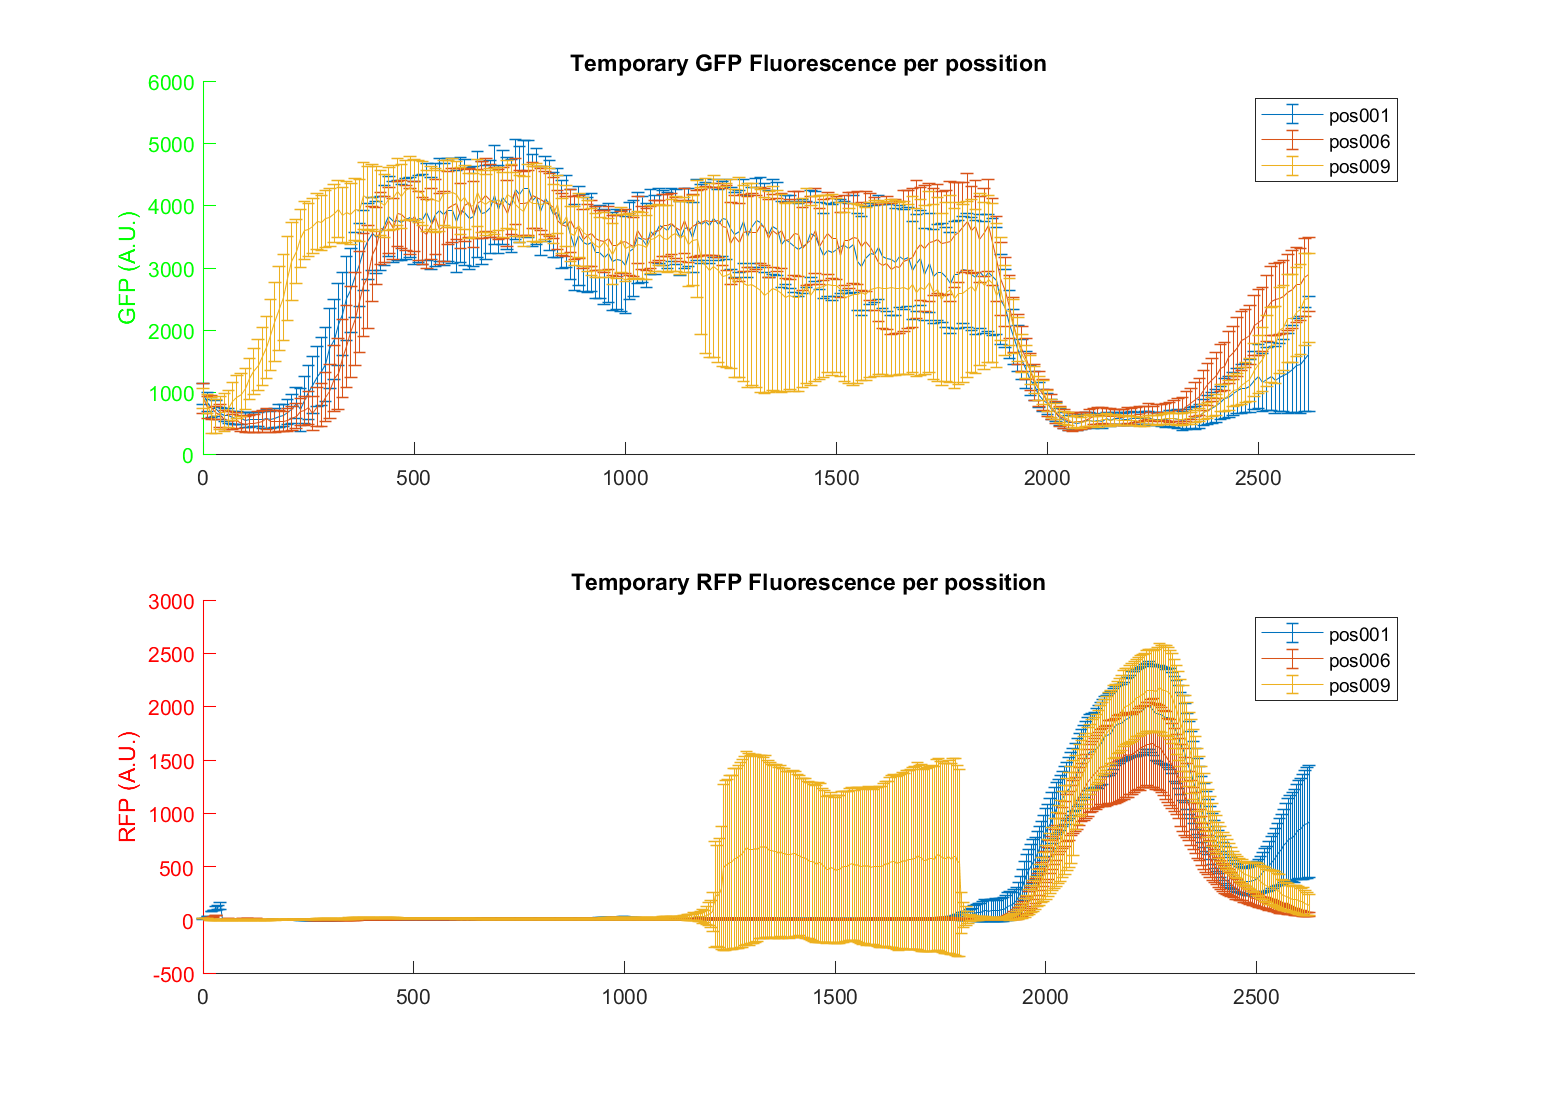 Temporary GFP Fluorescence per possition
GFP (A.U.)
6000
5000
4000
3000
2000
1000
0
0 500 1000 1500 2000 2500
pos001
pos006
pos009
Temporary RFP Fluorescence per possition
RFP (A.U.)
3000
2500
2000
1500
1000
500
0
-500
0 500 1000 1500 2000 2500
pos001
pos006
pos009